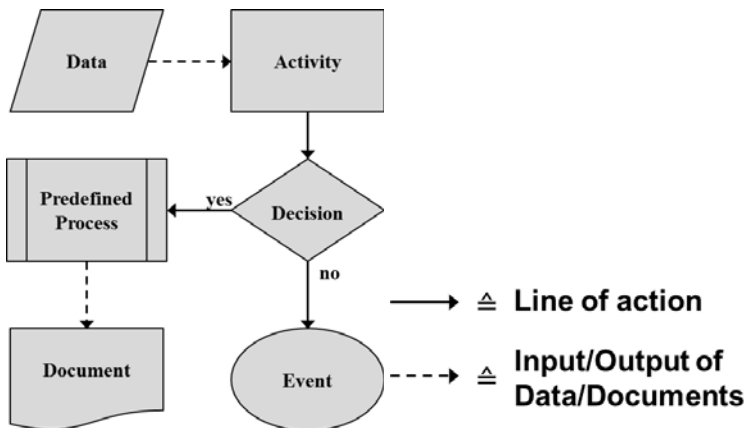 Data
Activity
Predefined
Process
yes
Decision
no
≙ Line of action
Document
Event
≙ Input/Output of
Data/Documents